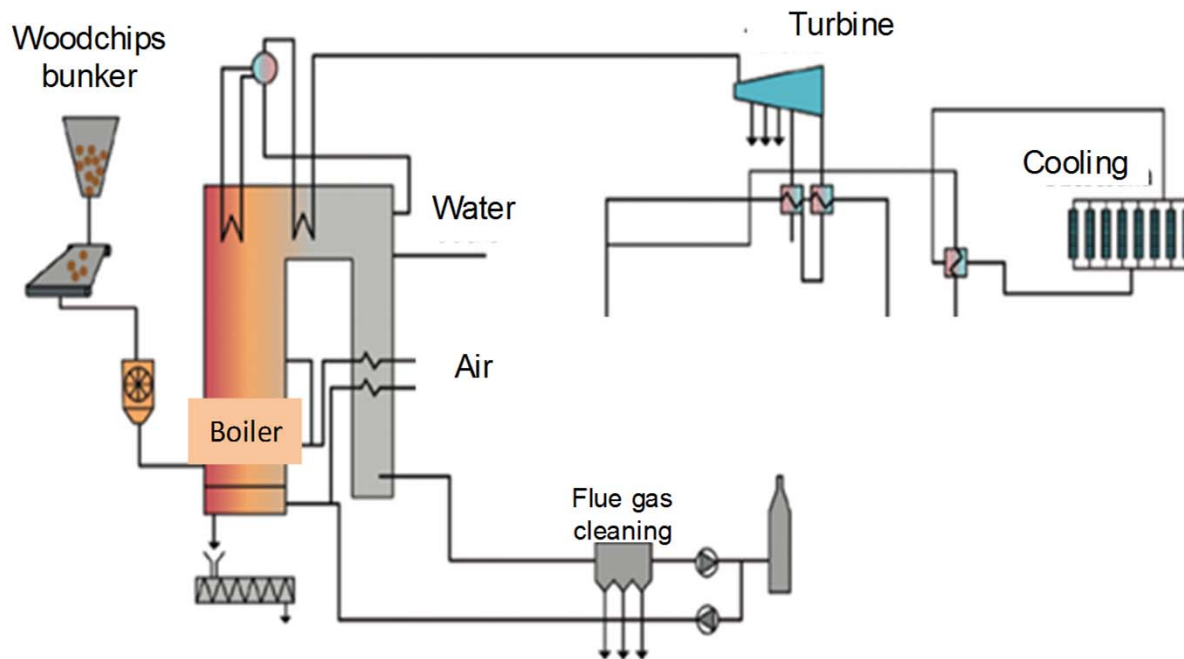 Woodchips
bunker
Turbine
Cooling
Water
Air
Boiler
Flue gas
cleaning